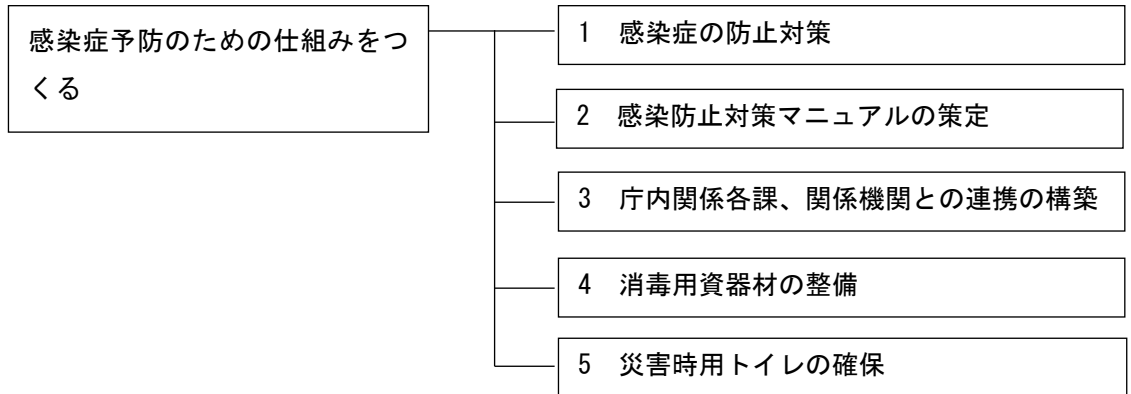 感染症予防のための仕組みをつ
くる
1 感染症の防止対策
2 感染防止対策マニュアルの策定
3 庁内関係各課、関係機関との連携の構築
4 消毒用資器材の整備
5 災害時用トイレの確保